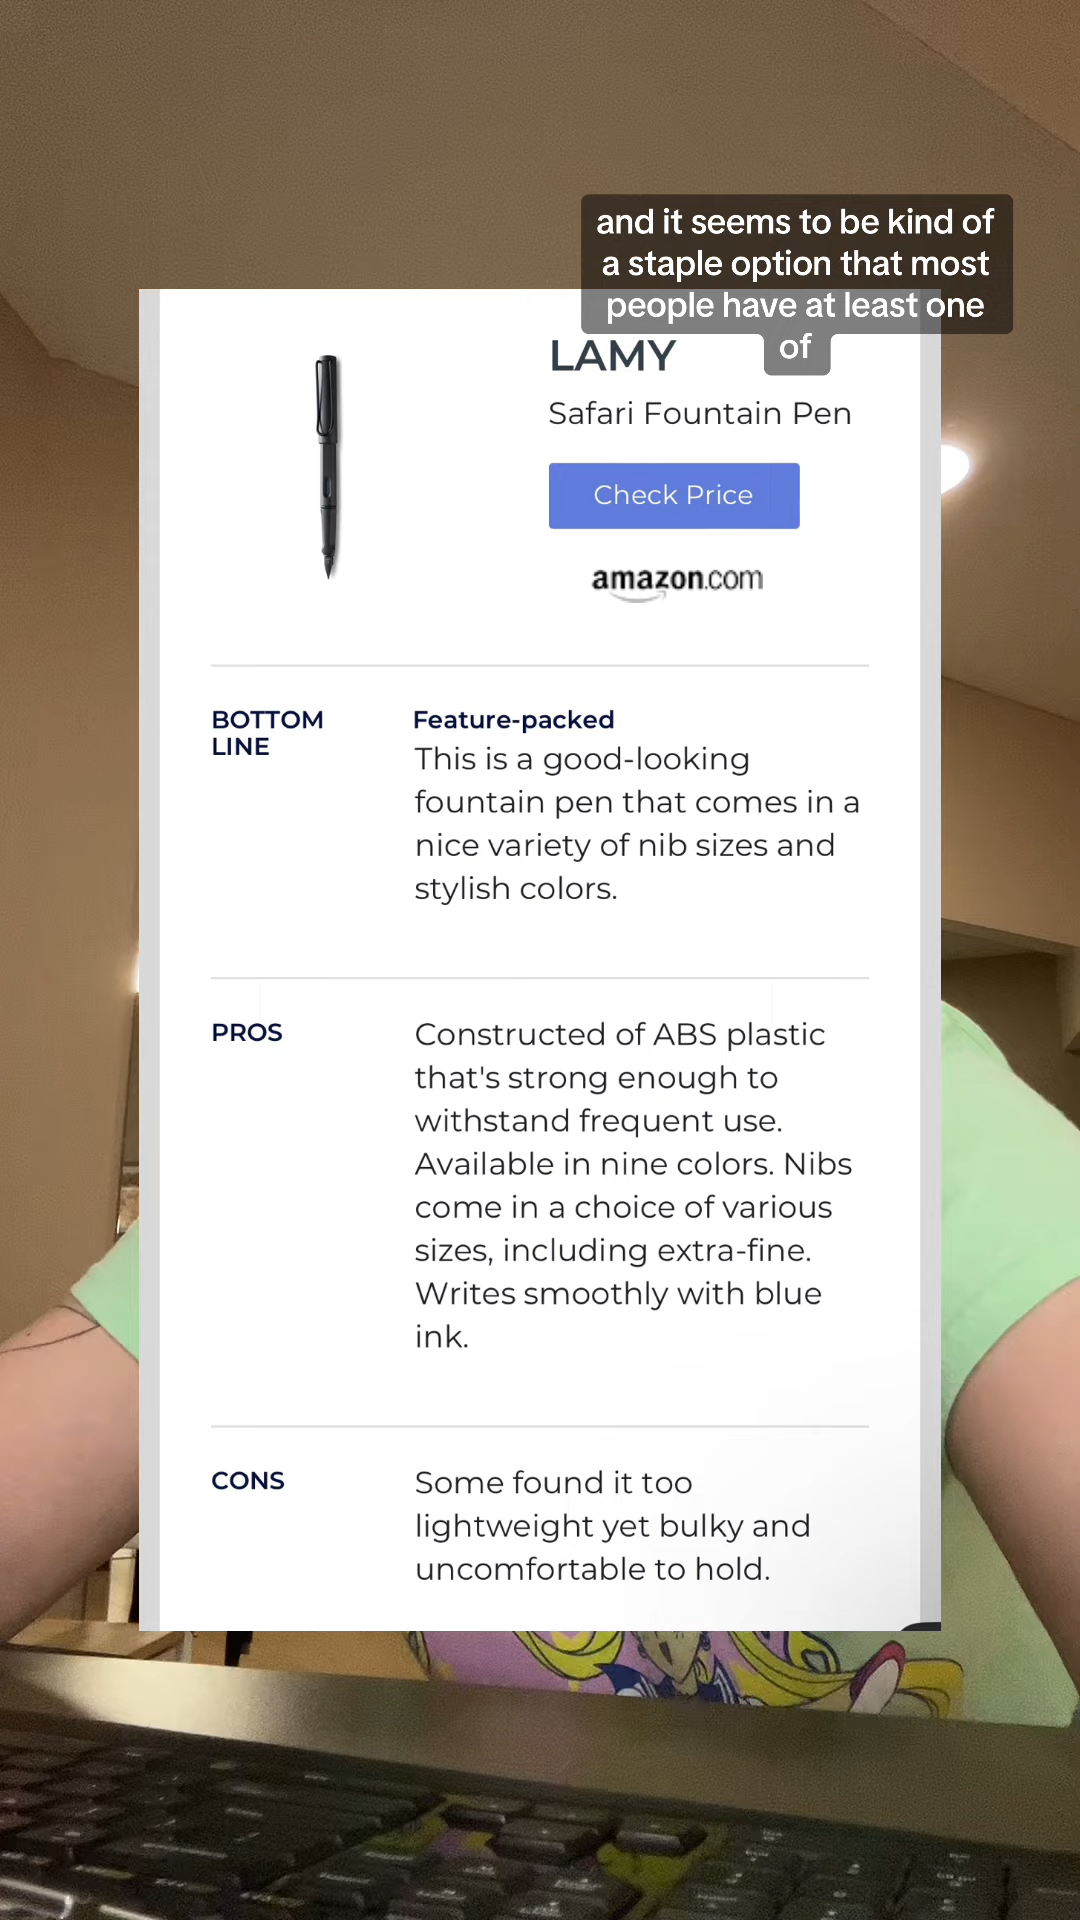 and it seems to be kind of
a staple option that most
people have at least one
of
LAMY
Safari Fountain Pen
Check Price
amazon.com
BOTTOM
LINE
Feature-packed
This is a good-looking
fountain pen that comes in a
nice variety of nib sizes and
stylish colors.
PROS
Constructed of ABS plastic
that's strong enough to
withstand frequent use.
Available in nine colors. Nibs
come in a choice of various
sizes, including extra-fine.
Writes smoothly with blue
ink.
CONS
Some found it too
lightweight yet bulky and
uncomfortable to hold.